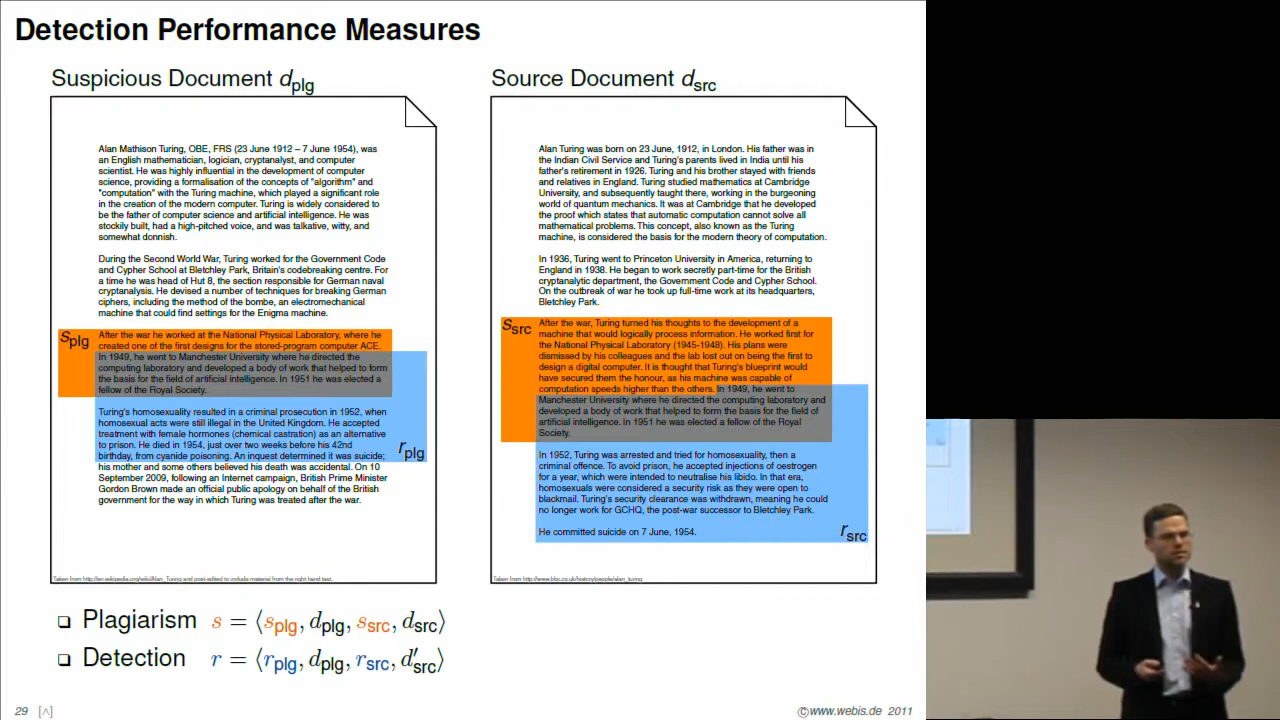 Detection Performance Measures
Suspicious Document dplg
Alan Mathison Turing, OBE, FRS (23 June 1912 – 7 June 1954), was
an English mathematician, logician, cryptanalyst, and computer
scientist. He was highly influential in the development of computer
science, providing a formalisation of the concepts of "algorithm" and
"computation" with the Turing machine, which played a significant role
in the creation of the modern computer. Turing is widely considered to
be the father of computer science and artificial intelligence. He was
stockily built, had a high-pitched voice, and was talkative, witty, and
somewhat donnish.
During the Second World War, Turing worked for the Government Code
and Cypher School at Bletchley Park, Britain's codebreaking centre. For
a time he was head of Hut 8, the section responsible for German naval
cryptanalysis. He devised a number of techniques for breaking German
ciphers, including the method of the bombe, an electromechanical
machine that could find settings for the Enigma machine.
splg
After the war he worked at the National Physical Laboratory, where he
created one of the first designs for the stored-program computer ACE.
In 1949, he went to Manchester University where he directed the
computing laboratory and developed a body of work that helped to form
the basis for the field of artificial intelligence. In 1951 he was elected a
fellow of the Royal Society.
Turing's homosexuality resulted in a criminal prosecution in 1952, when
homosexual acts were still illegal in the United Kingdom. He accepted
treatment with female hormones (chemical castration) as an alternative
to prison. He died in 1954, just over two weeks before his 42nd
birthday, from cyanide poisoning. An inquest determined it was suicide;
rplg
his mother and some others believed his death was accidental. On 10
September 2009, following an Internet campaign, British Prime Minister
Gordon Brown made an official public apology on behalf of the British
government for the way in which Turing was treated after the war.
Taken from http://en.wikipedia.org/wiki/Alan_Turing and post-edited to include material from the right hand text.
Source Document dsrc
Alan Turing was born on 23 June, 1912, in London. His father was in
the Indian Civil Service and Turing's parents lived in India until his
father's retirement in 1926. Turing and his brother stayed with friends
and relatives in England. Turing studied mathematics at Cambridge
University, and subsequently taught there, working in the burgeoning
world of quantum mechanics. It was at Cambridge that he developed
the proof which states that automatic computation cannot solve all
mathematical problems. This concept, also known as the Turing
machine, is considered the basis for the modern theory of computation.
In 1936, Turing went to Princeton University in America, returning to
England in 1938. He began to work secretly part-time for the British
cryptanalytic department, the Government Code and Cypher School.
On the outbreak of war he took up full-time work at its headquarters,
Bletchley Park.
ssrc
After the war, Turing turned his thoughts to the development of a
machine that would logically process information. He worked first for
the National Physical Laboratory (1945-1948). His plans were
dismissed by his colleagues and the lab lost out on being the first to
design a digital computer. It is thought that Turing's blueprint would
have secured them the honour, as his machine was capable of
computation speeds higher than the others. In 1949, he went to
Manchester University where he directed the computing laboratory and
developed a body of work that helped to form the basis for the field of
artificial intelligence. In 1951 he was elected a fellow of the Royal
Society.
In 1952, Turing was arrested and tried for homosexuality, then a
criminal offence. To avoid prison, he accepted injections of oestrogen
for a year, which were intended to neutralise his libido. In that era,
homosexuals were considered a security risk as they were open to
blackmail. Turing's security clearance was withdrawn, meaning he could
no longer work for GCHQ, the post-war successor to Bletchley Park.
He committed suicide on 7 June, 1954.
rsrc
Taken from http://www.bbc.co.uk/history/people/alan_turing
❏ Plagiarism s = ⟨splg, dplg, ssrc, dsrc⟩
❏ Detection r = ⟨rplg, dplg, rsrc, d′src⟩
29 [∧]
©www.webis.de 2011